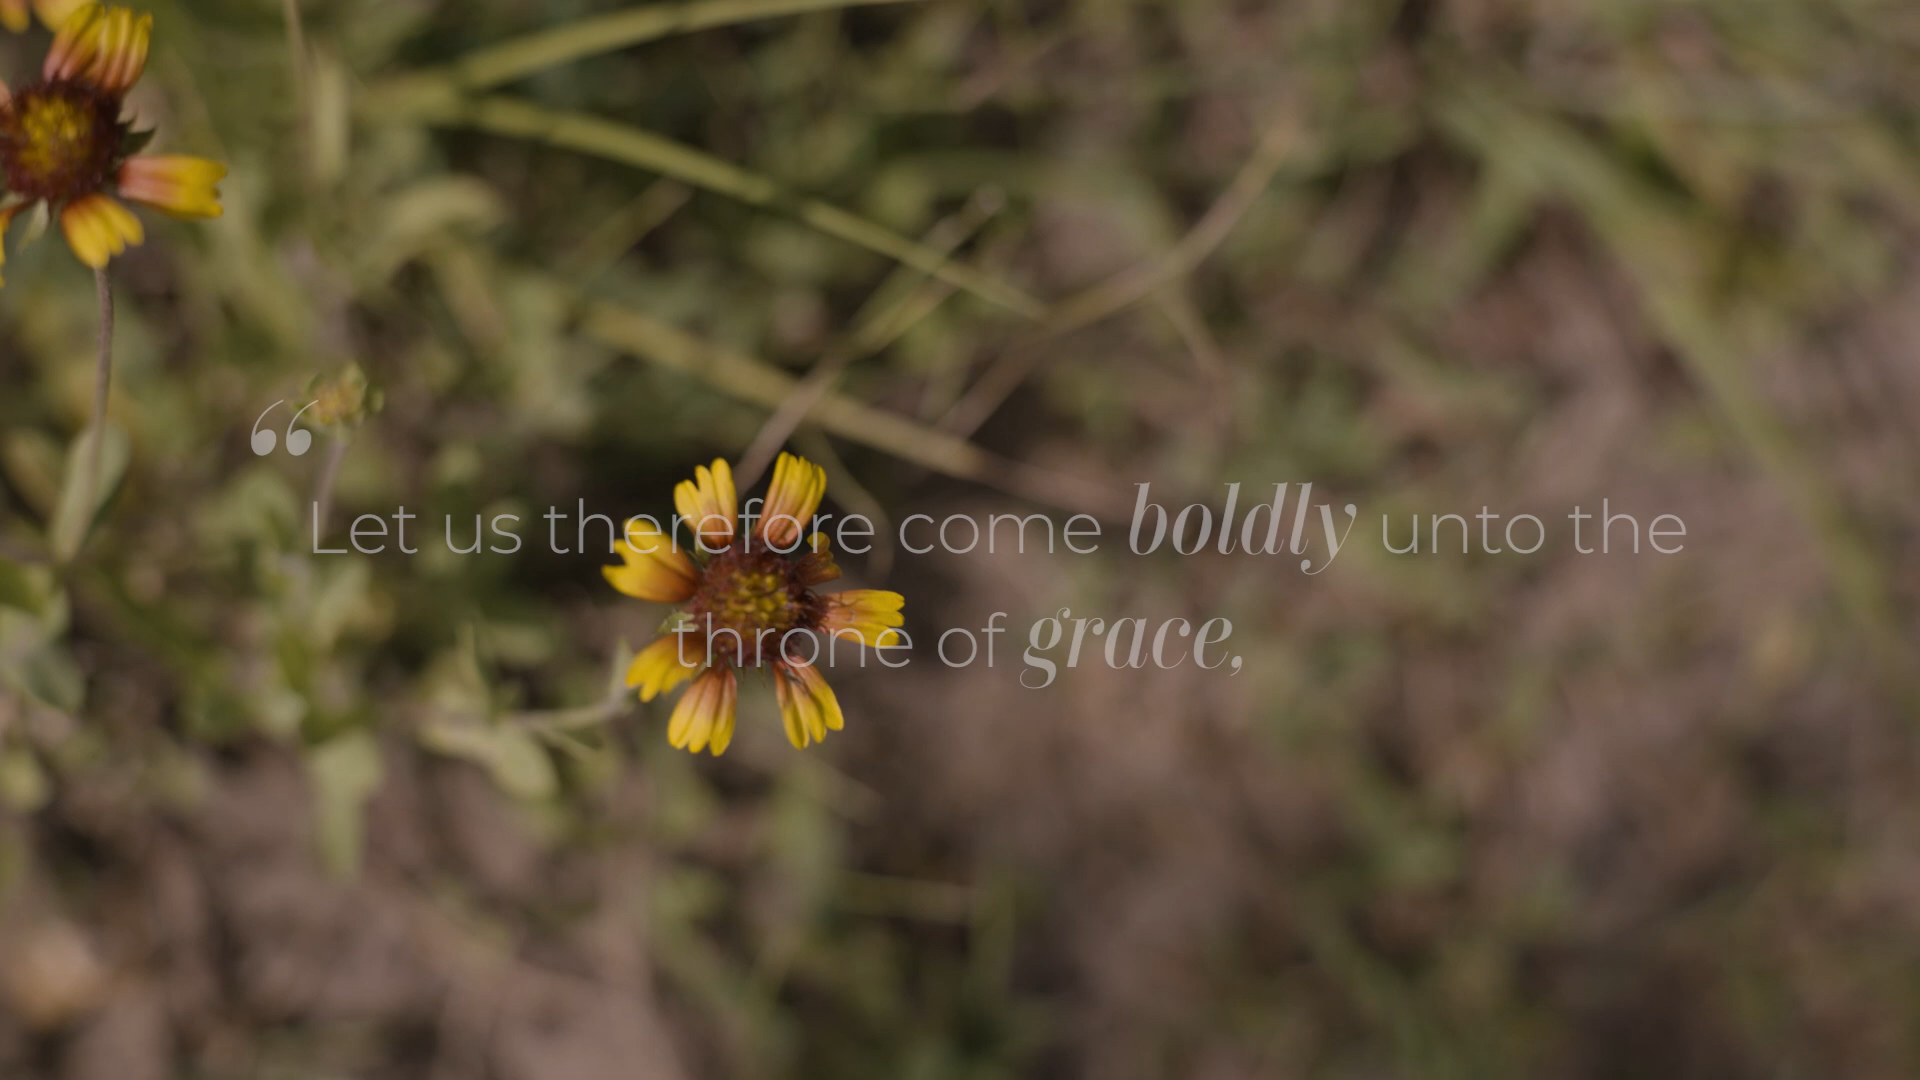 “Let us therefore come boldly unto the
throne of grace,